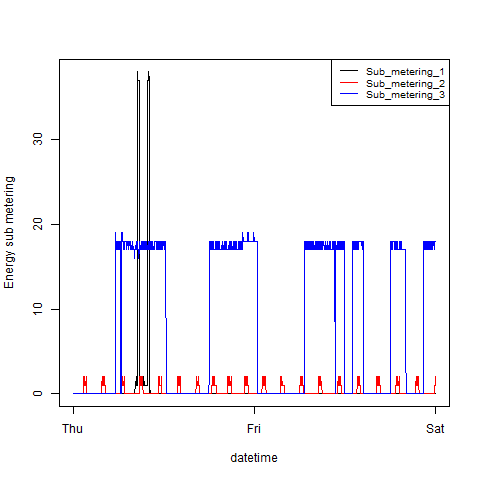 Sub_metering_1
Sub_metering_2
Sub_metering_3
Energy sub metering
30
20
10
0
Thu Fri Sat
datetime